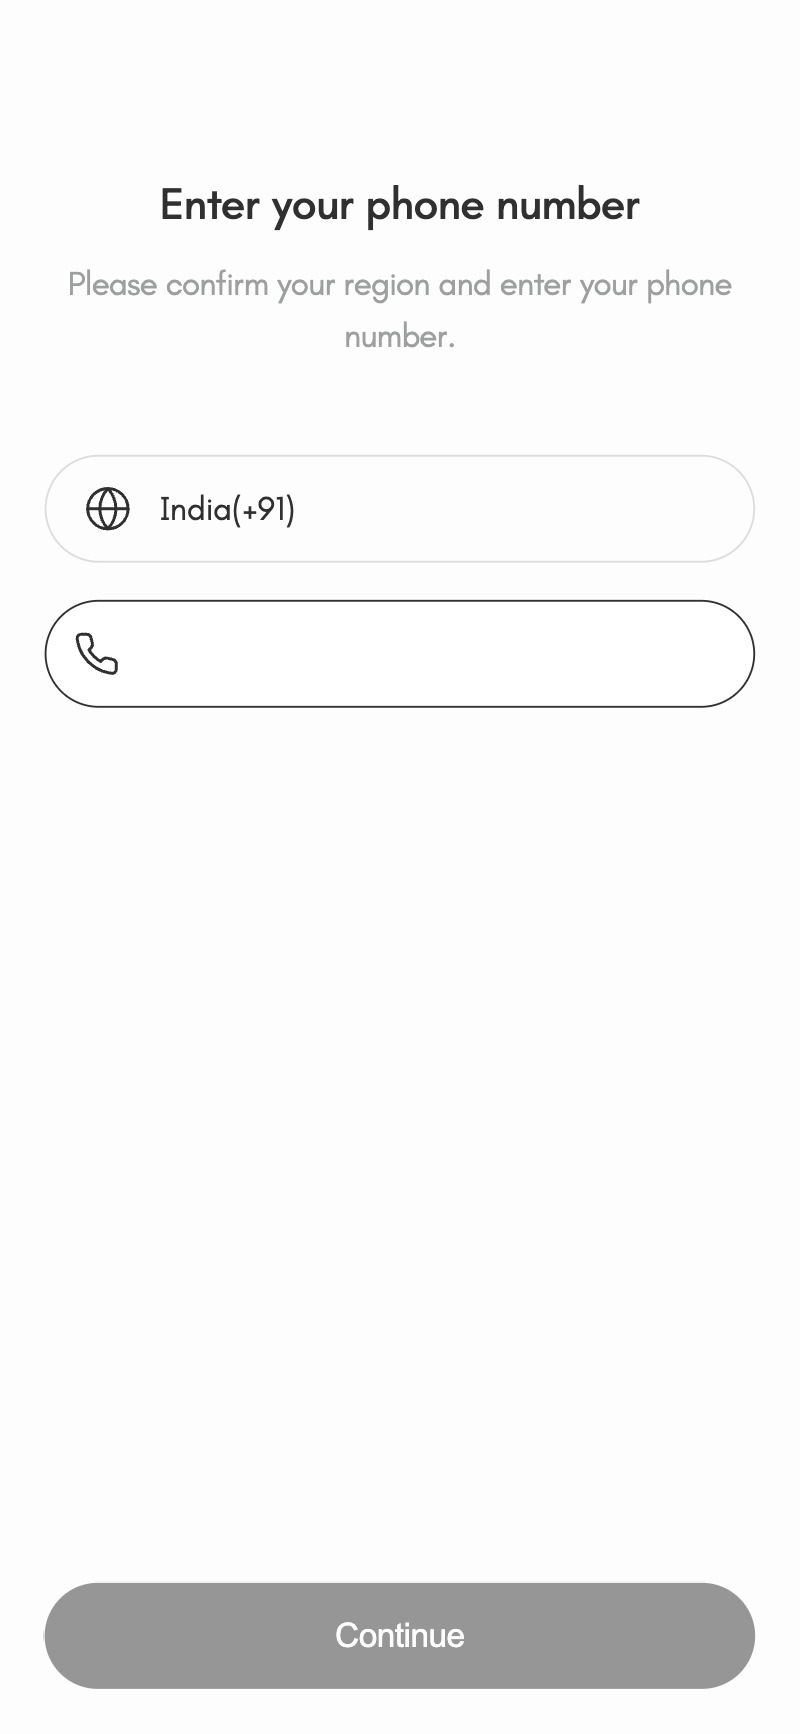 Enter your phone number
Please confirm your region and enter your phone
number.
India(+91)
Continue